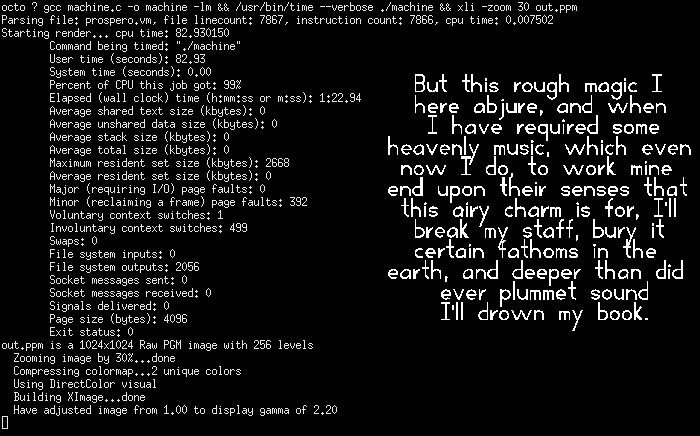 octo ? gcc machine.c -o machine -lm && /usr/bin/time --verbose ./machine && xli -zoom 30 out.ppm
Parsing file: prospero.vm, file linecount: 7867, instruction count: 7866, cpu time: 0.007502
Starting render... cpu time: 82.930150
Command being timed: "./machine"
User time (seconds): 82.93
System time (seconds): 0.00
Percent of CPU this job got: 99%
Elapsed (wall clock) time (h:mm:ss or m:ss): 1:22.94
Average shared text size (kbytes): 0
Average unshared data size (kbytes): 0
Average stack size (kbytes): 0
Average total size (kbytes): 0
Maximum resident set size (kbytes): 2668
Average resident set size (kbytes): 0
Major (requiring I/O) page faults: 0
Minor (reclaiming a frame) page faults: 392
Voluntary context switches: 1
Involuntary context switches: 499
Swaps: 0
File system inputs: 0
File system outputs: 2056
Socket messages sent: 0
Socket messages received: 0
Signals delivered: 0
Page size (bytes): 4096
Exit status: 0
out.ppm is a 1024x1024 Raw PGM image with 256 levels
Zooming image by 30%...done
Compressing colormap...2 unique colors
Using DirectColor visual
Building XImage...done
Have adjusted image from 1.00 to display gamma of 2.20
But this rough magic I
here abjure, and when
I have required some
heavenly music, which even
now I do, to work mine
end upon their senses that
this airy charm is for, I'll
break my staff, bury it
certain fathoms in the
earth, and deeper than did
ever plummet sound
I'll drown my book.